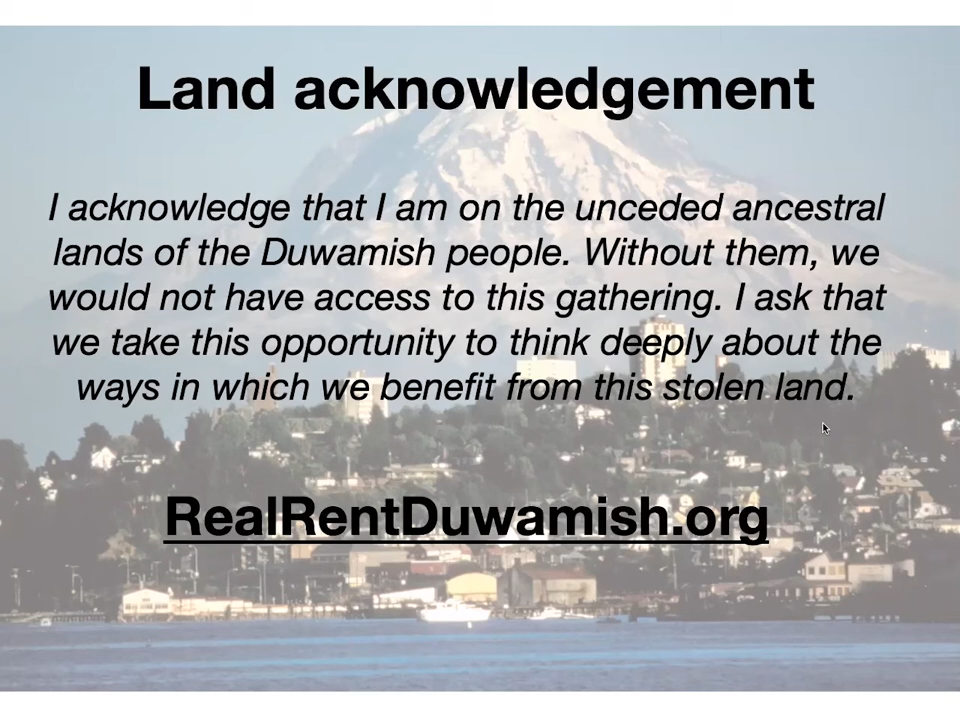 Land acknowledgement
I acknowledge that I am on the unceded ancestral
lands of the Duwamish people. Without them, we
would not have access to this gathering. I ask that
we take this opportunity to think deeply about the
ways in which we benefit from this stolen land.
RealRentDuwamish.org